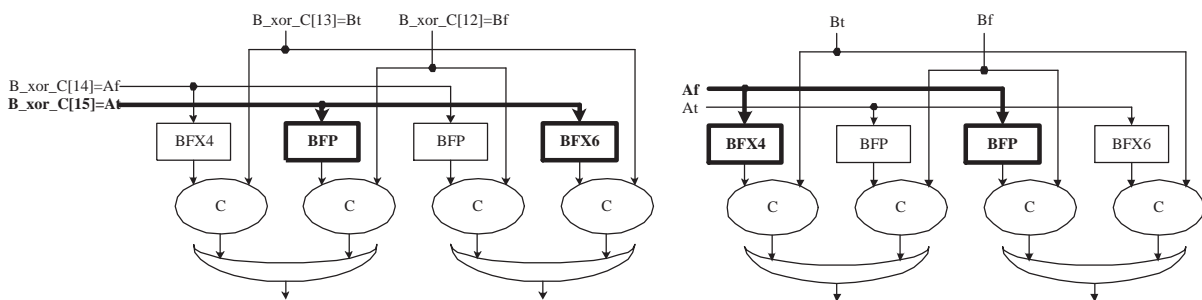 B_xor_C[13]=Bt B_xor_C[12]=Bf
B_xor_C[14]=Af
B_xor_C[15]=At
BFX4 BFP BFP BFX6
C C C C
Bt Bf
Af
At
BFX4 BFP BFP BFX6
C C C C